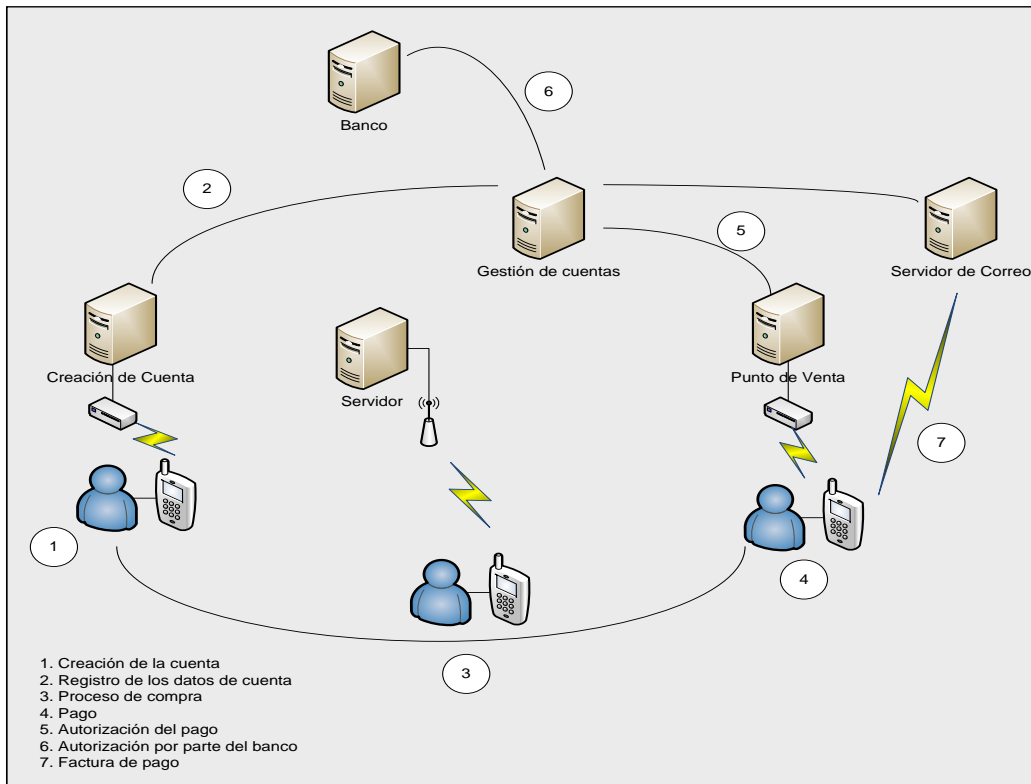 6
Banco
2
5
Gestión de cuentas
Servidor de Correo
Creación de Cuenta
Servidor
Punto de Venta
7
1
4
3
1. Creación de la cuenta
2. Registro de los datos de cuenta
3. Proceso de compra
4. Pago
5. Autorización del pago
6. Autorización por parte del banco
7. Factura de pago